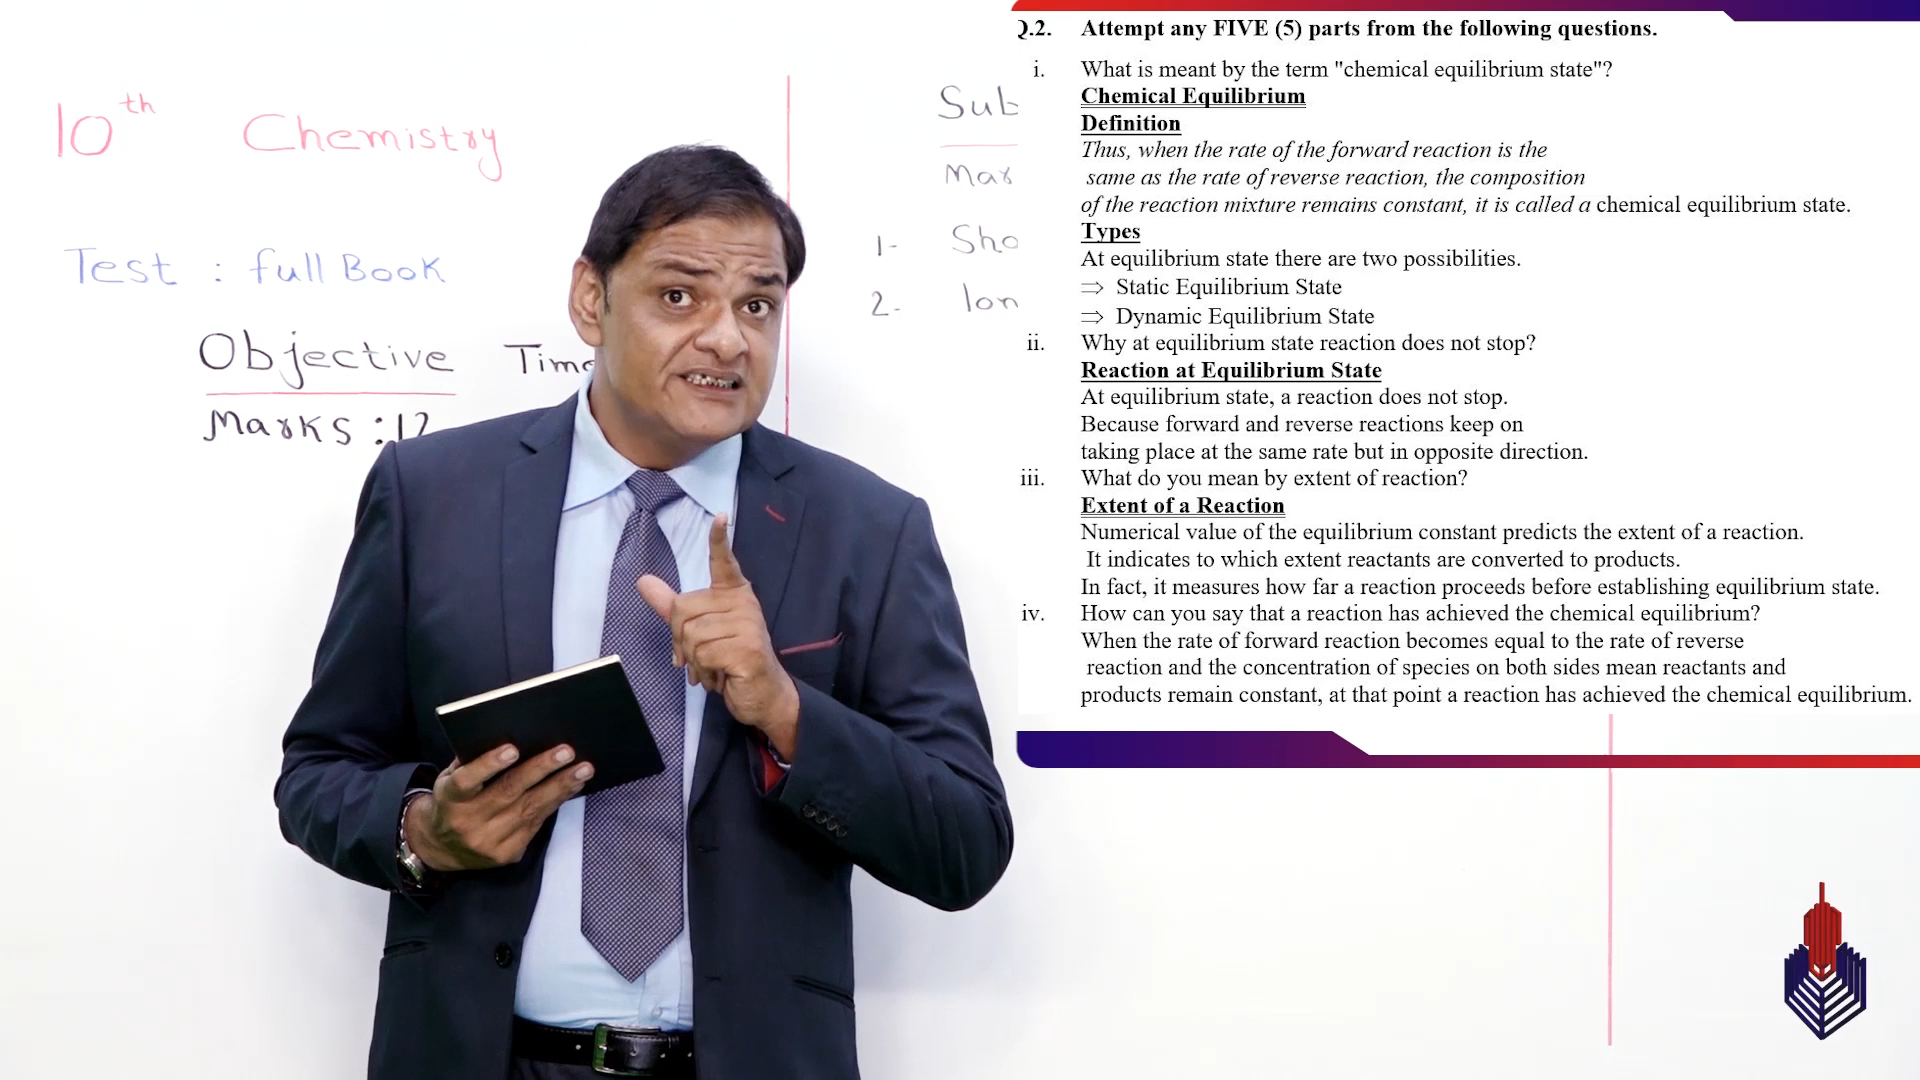 10th Chemistry
Test : full Book
Objective Time
Marks : 12
Sub
Mar
1- Sho
2- lon
Q.2. Attempt any FIVE (5) parts from the following questions.
i. What is meant by the term "chemical equilibrium state"?
Chemical Equilibrium
Definition
Thus, when the rate of the forward reaction is the
same as the rate of reverse reaction, the composition
of the reaction mixture remains constant, it is called a chemical equilibrium state.
Types
At equilibrium state there are two possibilities.
⇒ Static Equilibrium State
⇒ Dynamic Equilibrium State
ii. Why at equilibrium state reaction does not stop?
Reaction at Equilibrium State
At equilibrium state, a reaction does not stop.
Because forward and reverse reactions keep on
taking place at the same rate but in opposite direction.
iii. What do you mean by extent of reaction?
Extent of a Reaction
Numerical value of the equilibrium constant predicts the extent of a reaction.
It indicates to which extent reactants are converted to products.
In fact, it measures how far a reaction proceeds before establishing equilibrium state.
iv. How can you say that a reaction has achieved the chemical equilibrium?
When the rate of forward reaction becomes equal to the rate of reverse
reaction and the concentration of species on both sides mean reactants and
products remain constant, at that point a reaction has achieved the chemical equilibrium.